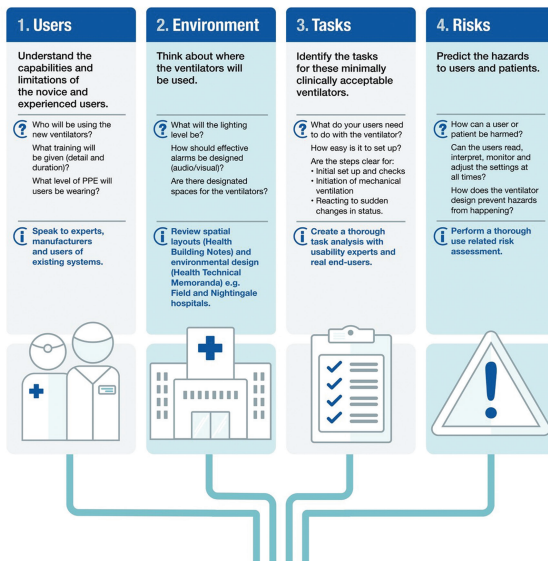 1. Users
Understand the
capabilities and
limitations of
the novice and
experienced users.
? Who will be using the
new ventilators?
What training will
be given (detail and
duration)?
What level of PPE will
users be wearing?
i Speak to experts,
manufacturers
and users of
existing systems.
2. Environment
Think about where
the ventilators will
be used.
? What will the lighting
level be?
How should effective
alarms be designed
(audio/visual)?
Are there designated
spaces for the ventilators?
i Review spatial
layouts (Health
Building Notes) and
environmental design
(Health Technical
Memoranda) e.g.
Field and Nightingale
hospitals.
3. Tasks
Identify the tasks
for these minimally
clinically acceptable
ventilators.
? What do your users need
to do with the ventilator?
How easy is it to set up?
Are the steps clear for:
• Initial set up and checks
• Initiation of mechanical
ventilation
• Reacting to sudden
changes in status.
i Create a thorough
task analysis with
usability experts and
real end-users.
4. Risks
Predict the hazards
to users and patients.
? How can a user or
patient be harmed?
Can the users read,
interpret, monitor and
adjust the settings at
all times?
How does the ventilator
design prevent hazards
from happening?
i Perform a thorough
use related risk
assessment.
!